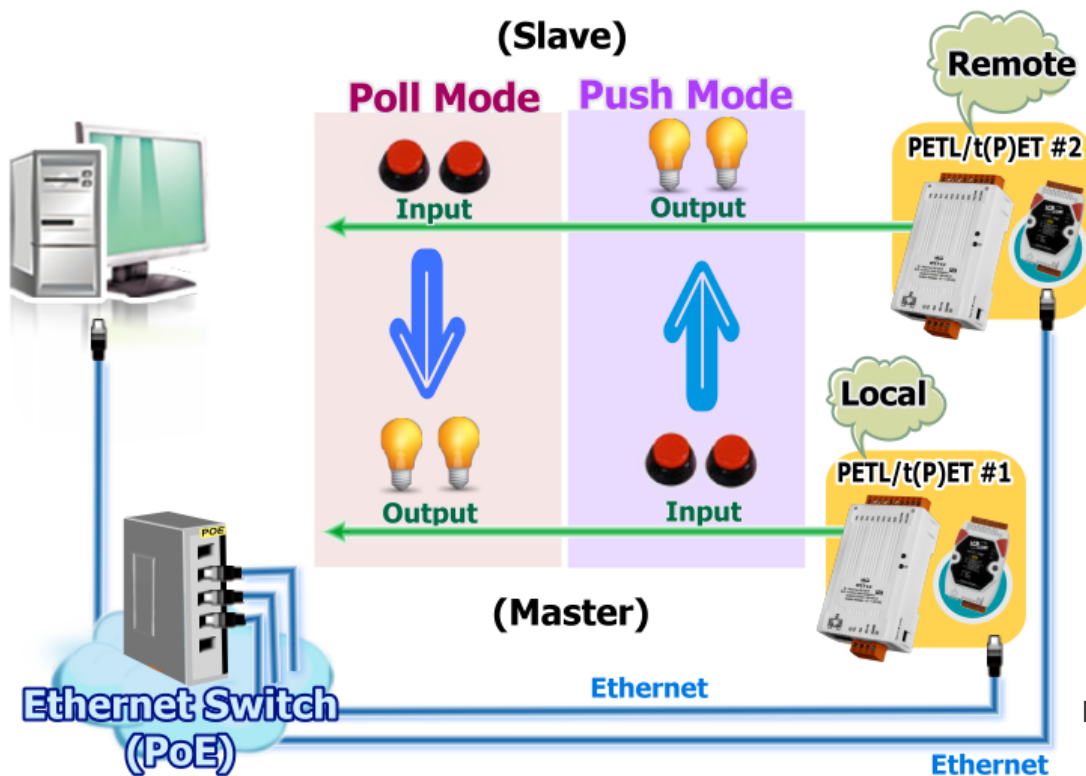 (Slave)
Remote
Poll Mode
Push Mode
PETL/t(P)ET #2
Input
Output
Local
PETL/t(P)ET #1
Output
Input
POE
(Master)
Ethernet
Ethernet Switch
(PoE)
Ethernet